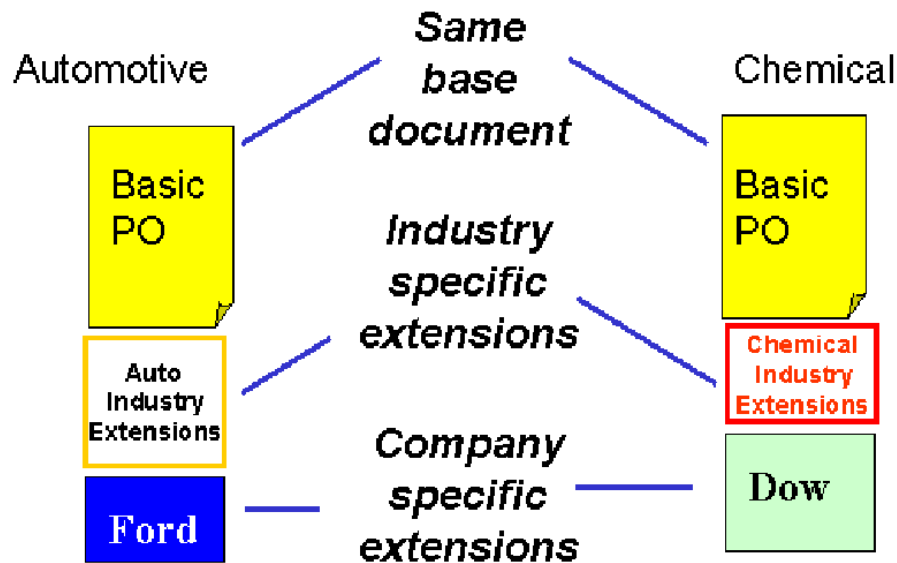 Automotive
Basic
PO
Auto
Industry
Extensions
Ford
Same
base
document
Industry
specific
extensions
Company
specific
extensions
Chemical
Basic
PO
Chemical
Industry
Extensions
Dow